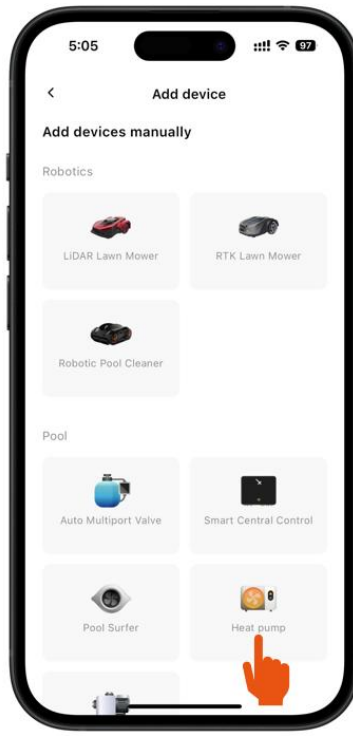 5:05
97
Add device
Add devices manually
Robotics
LiDAR Lawn Mower
RTK Lawn Mower
Robotic Pool Cleaner
Pool
Auto Multiport Valve
Smart Central Control
Pool Surfer
Heat pump